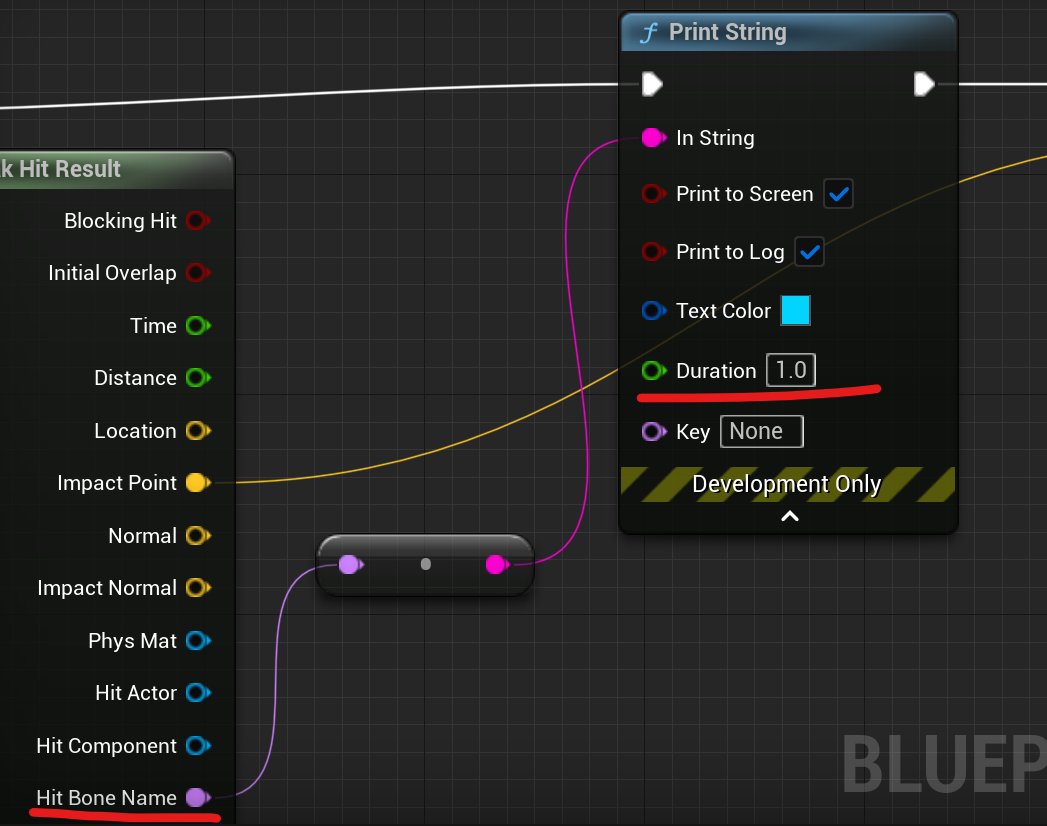 Print String
In String
k Hit Result
Print to Screen
Blocking Hit
Print to Log
Initial Overlap
Text Color
Time
Duration 1.0
Distance
Key None
Location
Development Only
Impact Point
Normal
Impact Normal
Phys Mat
Hit Actor
Hit Component
BLUEP
Hit Bone Name